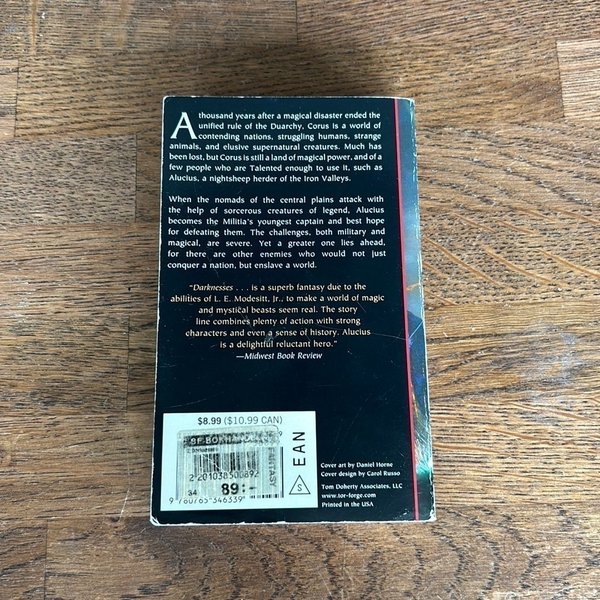 A thousand years after a magical disaster ended the
unified rule of the Duarchy, Corus is a world of
contending nations, struggling humans, strange
animals, and elusive supernatural creatures. Much has
been lost, but Corus is still a land of magical power, and of a
few people who are Talented enough to use it, such as
Alucius, a nightsheep herder of the Iron Valleys.
When the nomads of the central plains attack with
the help of sorcerous creatures of legend, Alucius
becomes the Militia's youngest captain and best hope
for defeating them. The challenges, both military and
magical, are severe. Yet a greater one lies ahead,
for there are other enemies who would not just
conquer a nation, but enslave a world.
"Darknesses . . . is a superb fantasy due to the
abilities of L. E. Modesitt, Jr., to make a world of magic
and mystical beasts seem real. The story
line combines plenty of action with strong
characters and even a sense of history. Alucius
is a delightful reluctant hero."
—Midwest Book Review
$8.99 ($10.99 CAN)
SF-BOKHANDELN
FANTASY
2 201038500892
34 89:-
9 780765 346339
S EAN
Cover art by Daniel Horne
Cover design by Carol Russo
Tom Doherty Associates, LLC
www.tor-forge.com
Printed in the USA